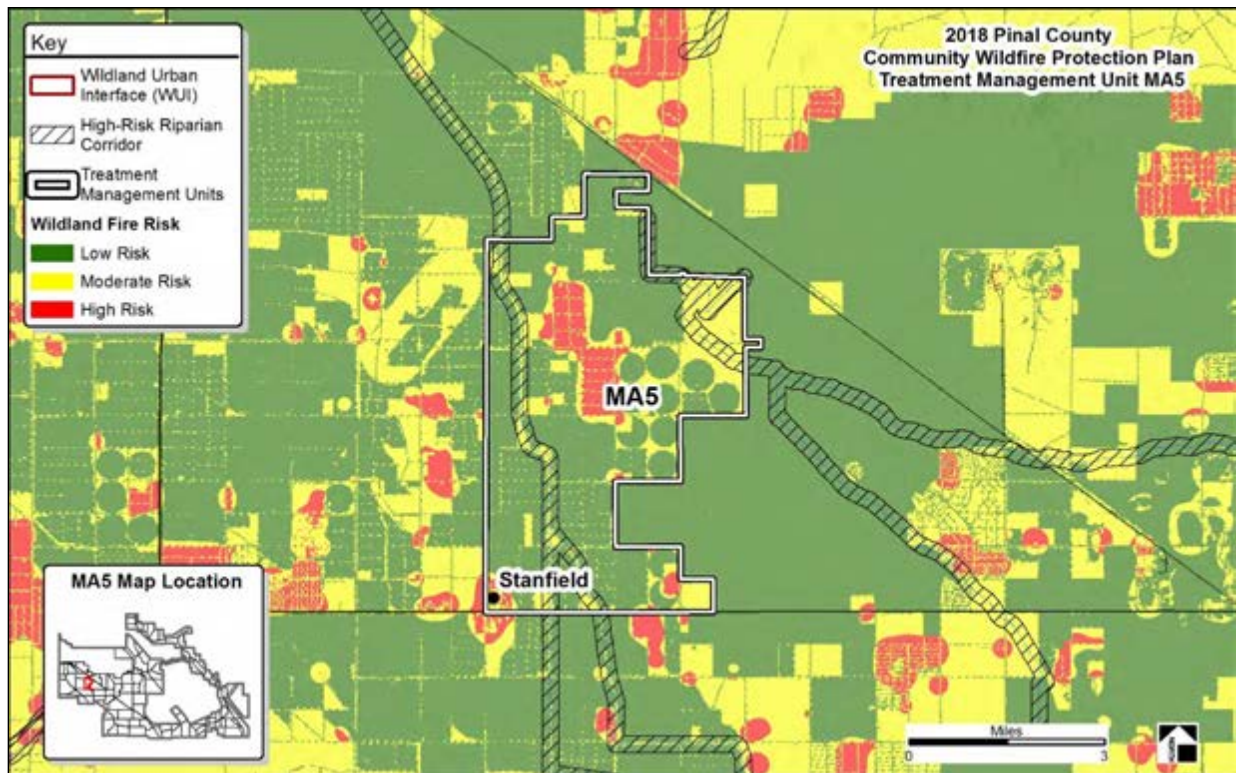 2018 Pinal County
Community Wildfire Protection Plan
Treatment Management Unit MA5
Key
Wildland Urban
Interface (WUI)
High-Risk Riparian
Corridor
Treatment
Management Units
Wildland Fire Risk
Low Risk
Moderate Risk
High Risk
MA5
Stanfield
MA5 Map Location
Miles
0
3